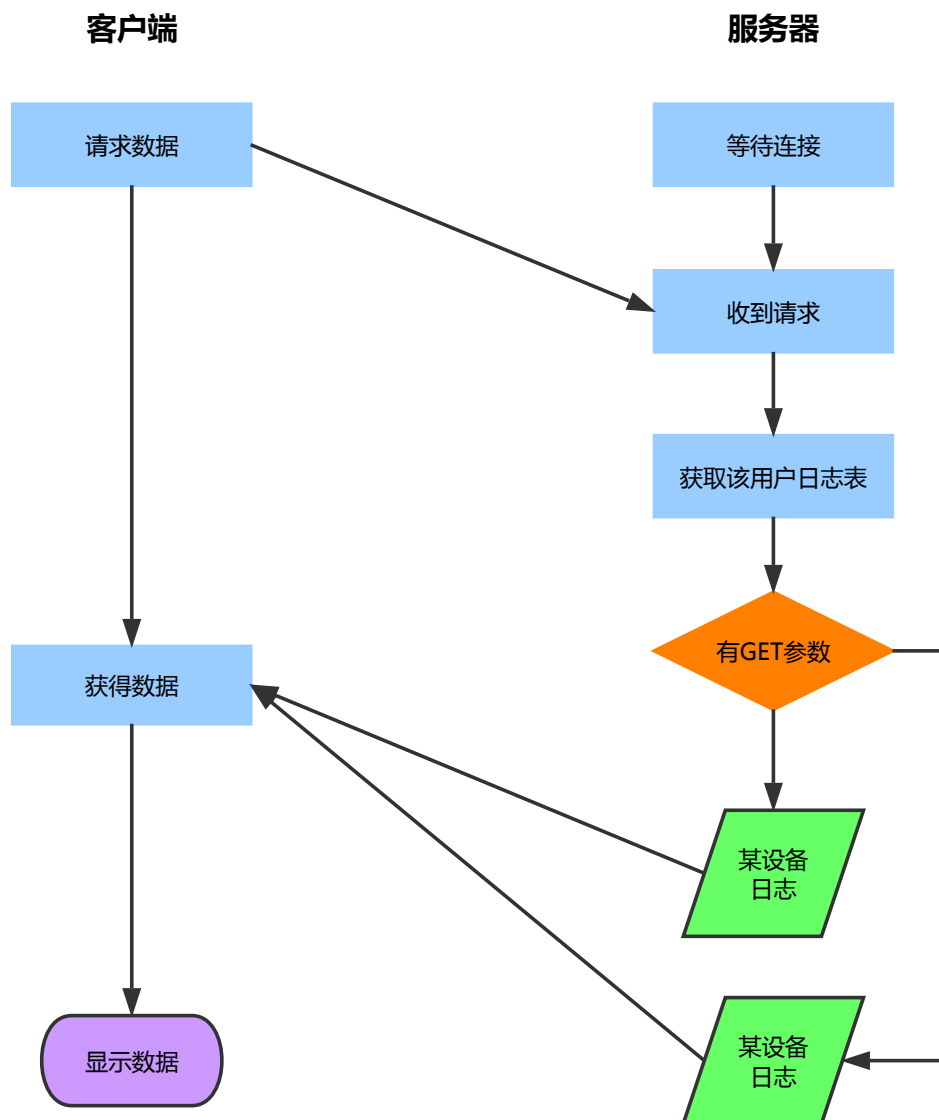 客户端
服务器
请求数据
等待连接
收到请求
获取该用户日志表
有GET参数
获得数据
某设备
日志
某设备
日志
显示数据